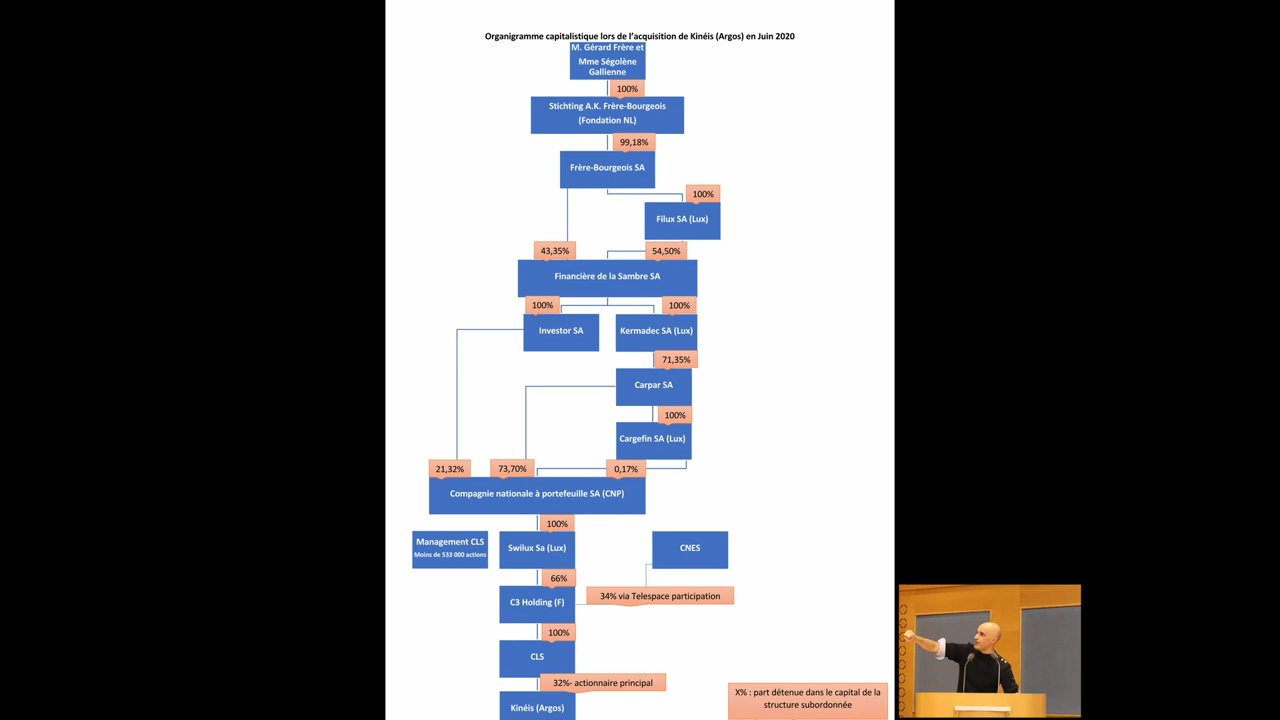 Organigramme capitalistique lors de l'acquisition de Kinéis (Argos) en Juin 2020
M. Gérard Frère et
Mme Ségolène
Gallienne
100%
Stichting A.K. Frère-Bourgeois
(Fondation NL)
99,18%
Frère-Bourgeois SA
100%
Filux SA (Lux)
43,35%
54,50%
Financière de la Sambre SA
100%
100%
Investor SA
Kermadec SA (Lux)
71,35%
Carpar SA
100%
Cargefin SA (Lux)
21,32%
73,70%
0,17%
Compagnie nationale à portefeuille SA (CNP)
100%
Management CLS
Moins de 533 000 actions
Swilux Sa (Lux)
CNES
66%
34% via Telespace participation
C3 Holding (F)
100%
CLS
32%- actionnaire principal
Kinéis (Argos)
X% : part détenue dans le capital de la
structure subordonnée